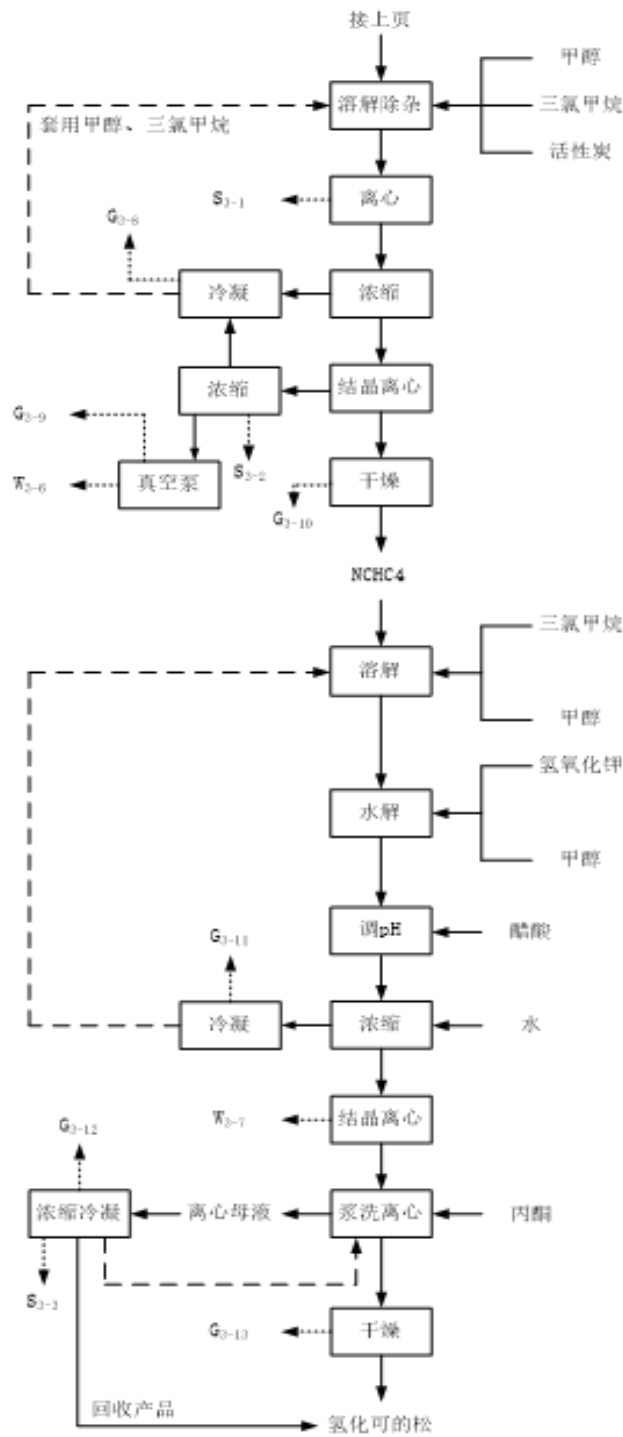 接上页
甲醇
溶解除杂
三氯甲烷
套用甲醇、三氯甲烷
活性炭
S3-1
离心
G3-8
冷凝
浓缩
浓缩
结晶离心
G3-9
S3-2
W3-6
真空泵
干燥
G3-10
NCHC4
三氯甲烷
溶解
甲醇
氢氧化钾
水解
甲醇
调pH
醋酸
G3-11
冷凝
浓缩
水
W3-7
结晶离心
G3-12
浓缩冷凝
离心母液
浆洗离心
丙酮
S3-3
G3-13
干燥
回收产品
氢化可的松